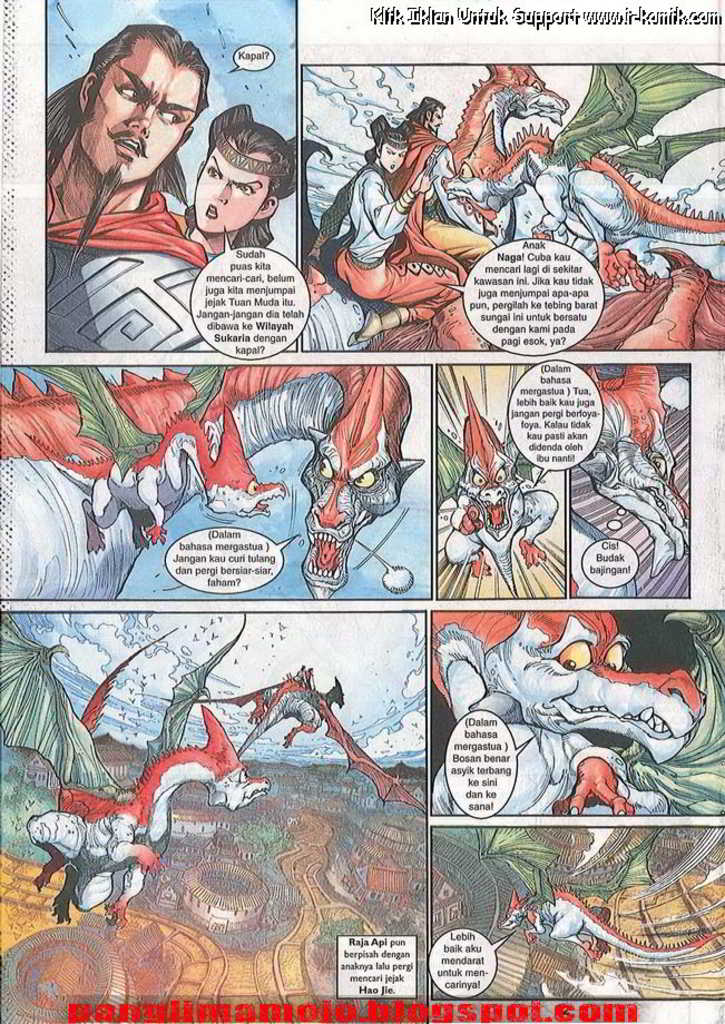 Klik Iklan Untuk Support www.ir-komik.com
Kapal?
Sudah
puas kita
mencari-cari, belum
juga kita menjumpai
jejak Tuan Muda itu.
Jangan-jangan dia telah
dibawa ke Wilayah
Sukaria dengan
kapal?
Anak
Naga! Cuba kau
mencari lagi di sekitar
kawasan ini. Jika kau tidak
juga menjumpai apa-apa
pun, pergilah ke tebing barat
sungai ini untuk bersatu
dengan kami pada
pagi esok, ya?
(Dalam
bahasa mergastua )
Jangan kau curi tulang
dan pergi bersiar-siar,
faham?
(Dalam
bahasa
mergastua ) Tua,
lebih baik kau juga
jangan pergi berfoya-
foya. Kalau tidak
kau pasti akan
didenda oleh
ibu nanti!
Cis!
Budak
bajingan!
Raja Api pun
berpisah dengan
anaknya lalu pergi
mencari jejak
Hao Jie.
(Dalam
bahasa
mergastua )
Bosan benar
asyik terbang
ke sini
dan ke
sana!
Lebih
baik aku
mendarat
untuk men-
carinya!
panglimamojo.blogspot.com